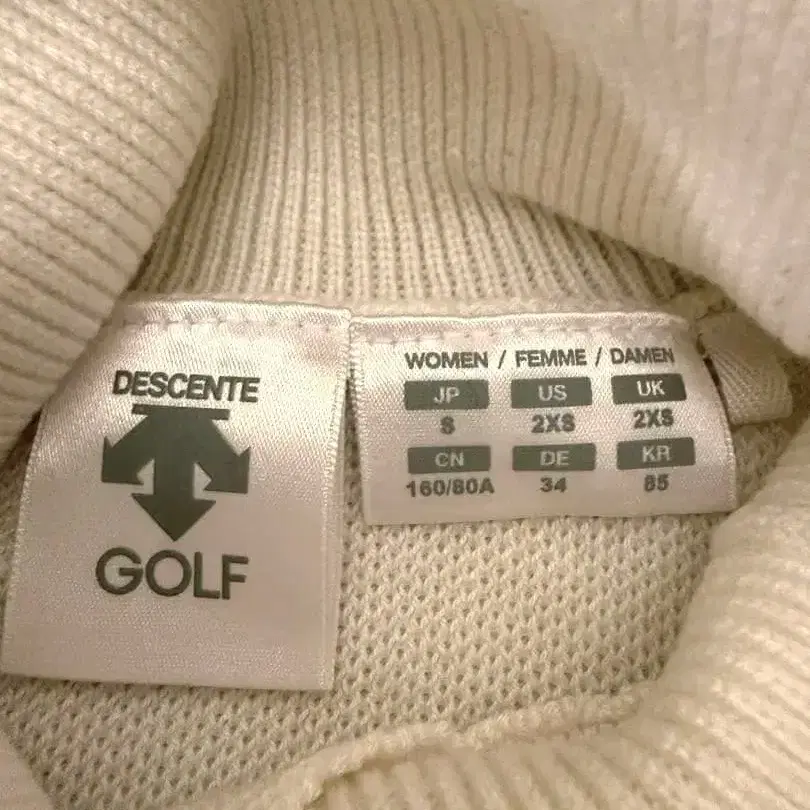 DESCENTE
GOLF
WOMEN / FEMME / DAMEN
JP US UK
S 2XS 2XS
CN DE KR
160/80A 34 85